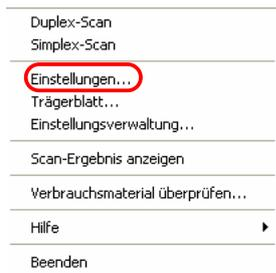 Duplex-Scan
Simplex-Scan
Einstellungen...
Trägerblatt...
Einstellungsverwaltung...
Scan-Ergebnis anzeigen
Verbrauchsmaterial überprüfen...
Hilfe
Beenden